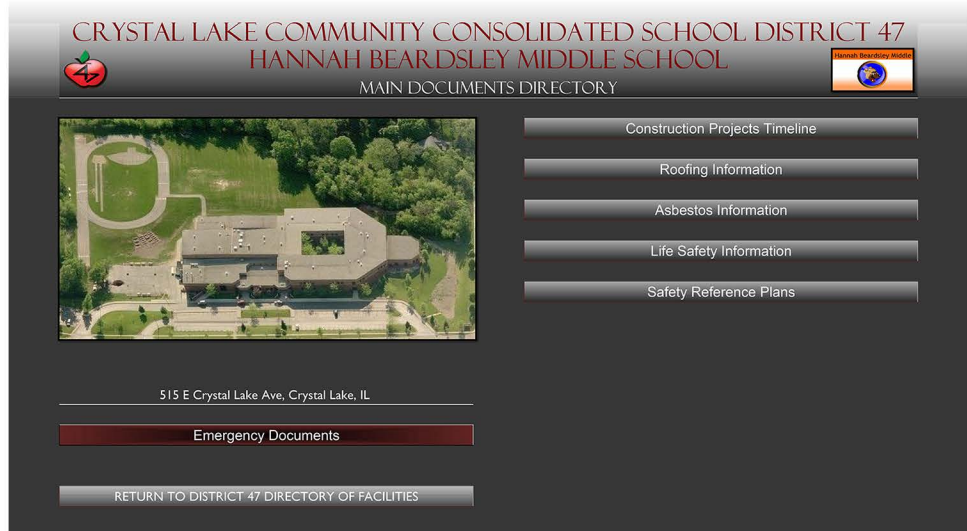 CRYSTAL LAKE COMMUNITY CONSOLIDATED SCHOOL DISTRICT 47
HANNAH BEARDSLEY MIDDLE SCHOOL
47
Hannah Beardsley Middle
MAIN DOCUMENTS DIRECTORY
Construction Projects Timeline
Roofing Information
Asbestos Information
Life Safety Information
Safety Reference Plans
515 E Crystal Lake Ave, Crystal Lake, IL
Emergency Documents
RETURN TO DISTRICT 47 DIRECTORY OF FACILITIES